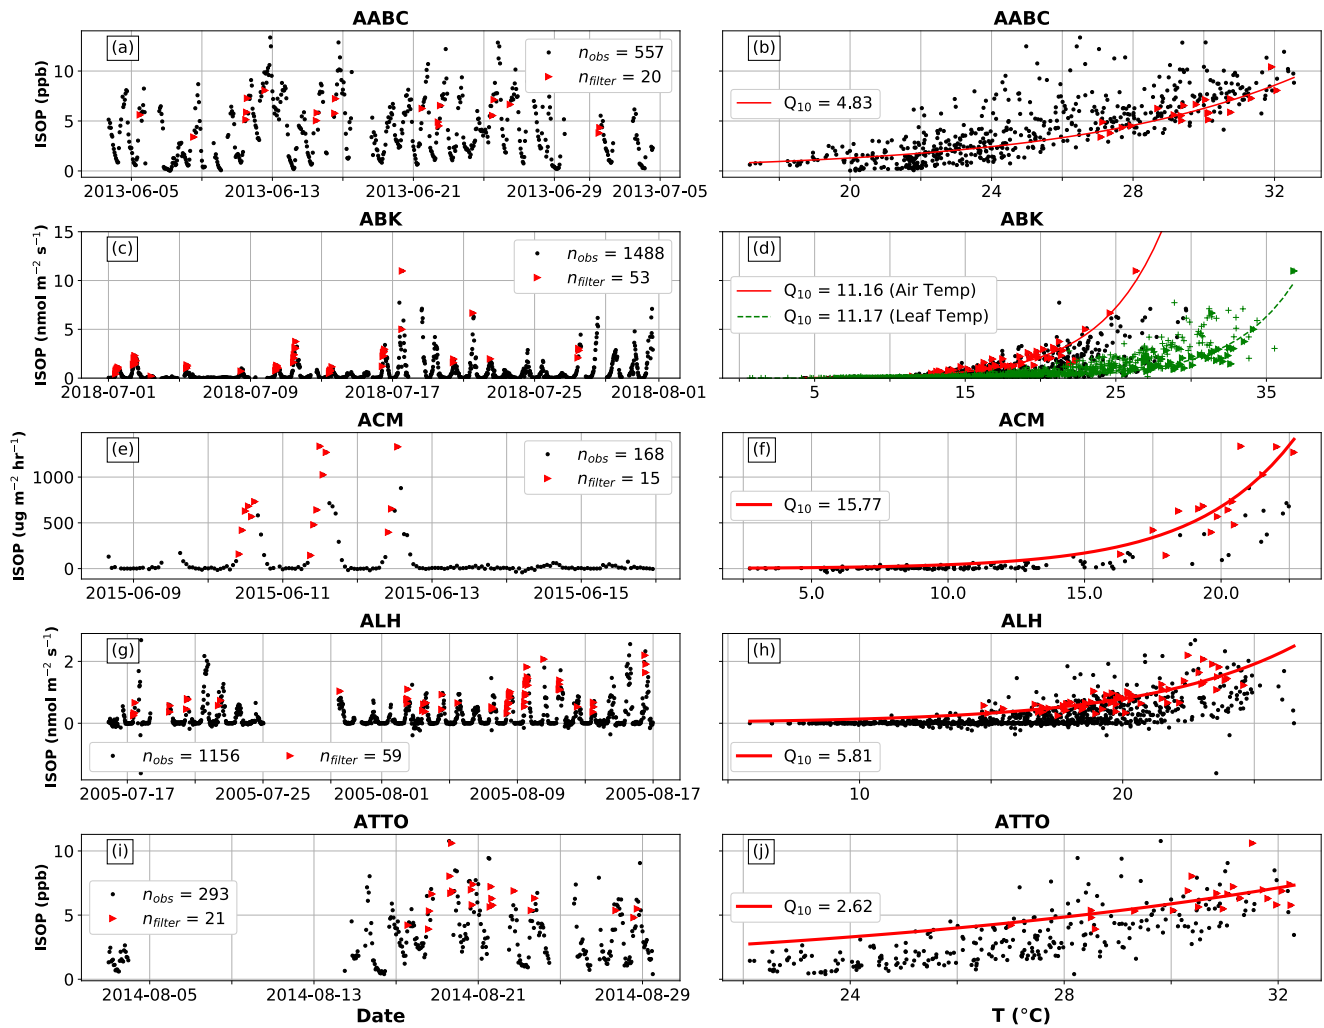 AABC
AABC
(a)
n_obs = 557
n_filter = 20
ISOP (ppb)
10
5
0
2013-06-05
2013-06-13
2013-06-21
2013-06-29
2013-07-05
(b)
Q10 = 4.83
20
24
28
32
ABK
ABK
(c)
n_obs = 1488
n_filter = 53
ISOP (nmol m−2 s−1)
15
10
5
0
2018-07-01
2018-07-09
2018-07-17
2018-07-25
2018-08-01
(d)
Q10 = 11.16 (Air Temp)
Q10 = 11.17 (Leaf Temp)
5
15
25
35
ACM
ACM
(e)
n_obs = 168
n_filter = 15
ISOP (ug m−2 hr−1)
1000
500
0
2015-06-09
2015-06-11
2015-06-13
2015-06-15
(f)
Q10 = 15.77
5.0
10.0
15.0
20.0
ALH
ALH
(g)
n_obs = 1156
n_filter = 59
ISOP (nmol m−2 s−1)
2
0
2005-07-17
2005-07-25
2005-08-01
2005-08-09
2005-08-17
(h)
Q10 = 5.81
10
20
ATTO
ATTO
(i)
n_obs = 293
n_filter = 21
ISOP (ppb)
10
5
0
2014-08-05
2014-08-13
2014-08-21
2014-08-29
Date
(j)
Q10 = 2.62
24
28
32
T (°C)